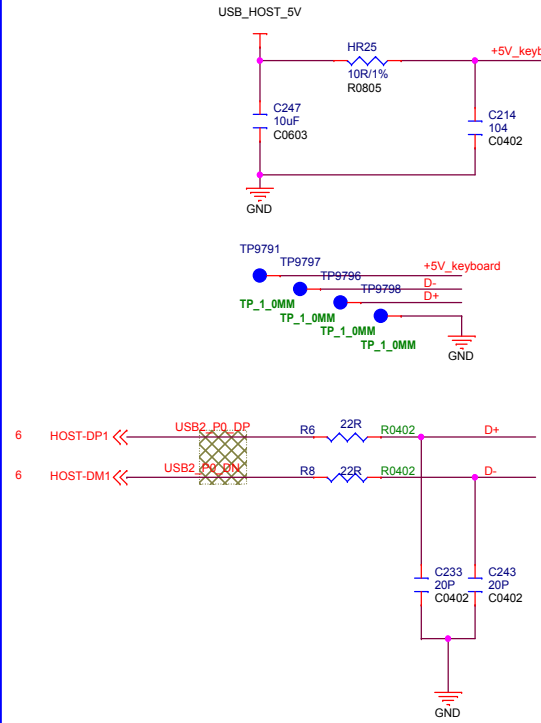 USB_HOST_5V
HR25
+5V_keyb
10R/1%
R0805
C247
10uF
C0603
C214
104
C0402
GND
TP9791
TP9797
TP9796
TP9798
+5V_keyboard
D-
D+
TP_1_0MM
TP_1_0MM
TP_1_0MM
TP_1_0MM
GND
6 HOST-DP1 USB2_P0_DP R6 22R R0402 D+
6 HOST-DM1 USB2_P0_DN R8 22R R0402 D-
C233
20P
C0402
C243
20P
C0402
GND